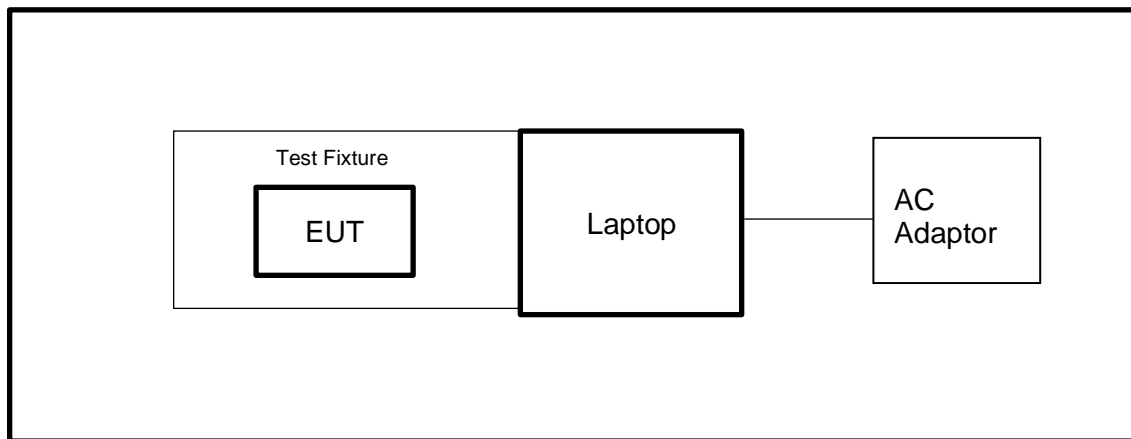 Test Fixture
EUT
Laptop
AC
Adaptor